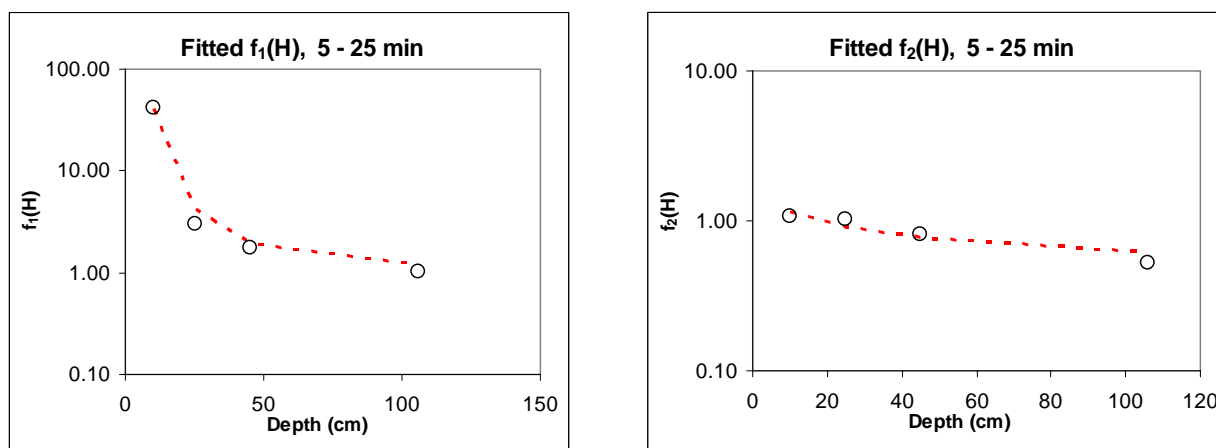 Fitted f₁(H), 5 - 25 min
100.00
10.00
1.00
0.10
f₁(H)
0 50 100 150
Depth (cm)
Fitted f₂(H), 5 - 25 min
10.00
1.00
0.10
f₂(H)
0 20 40 60 80 100 120
Depth (cm)